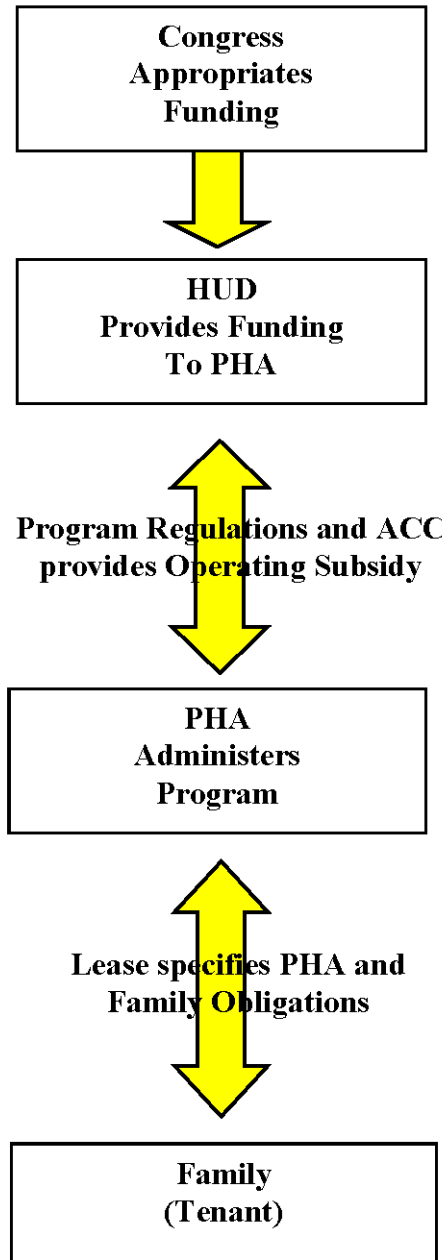 Congress
Appropriates
Funding
HUD
Provides Funding
To PHA
Program Regulations and ACC
provides Operating Subsidy
PHA
Administers
Program
Lease specifies PHA and
Family Obligations
Family
(Tenant)